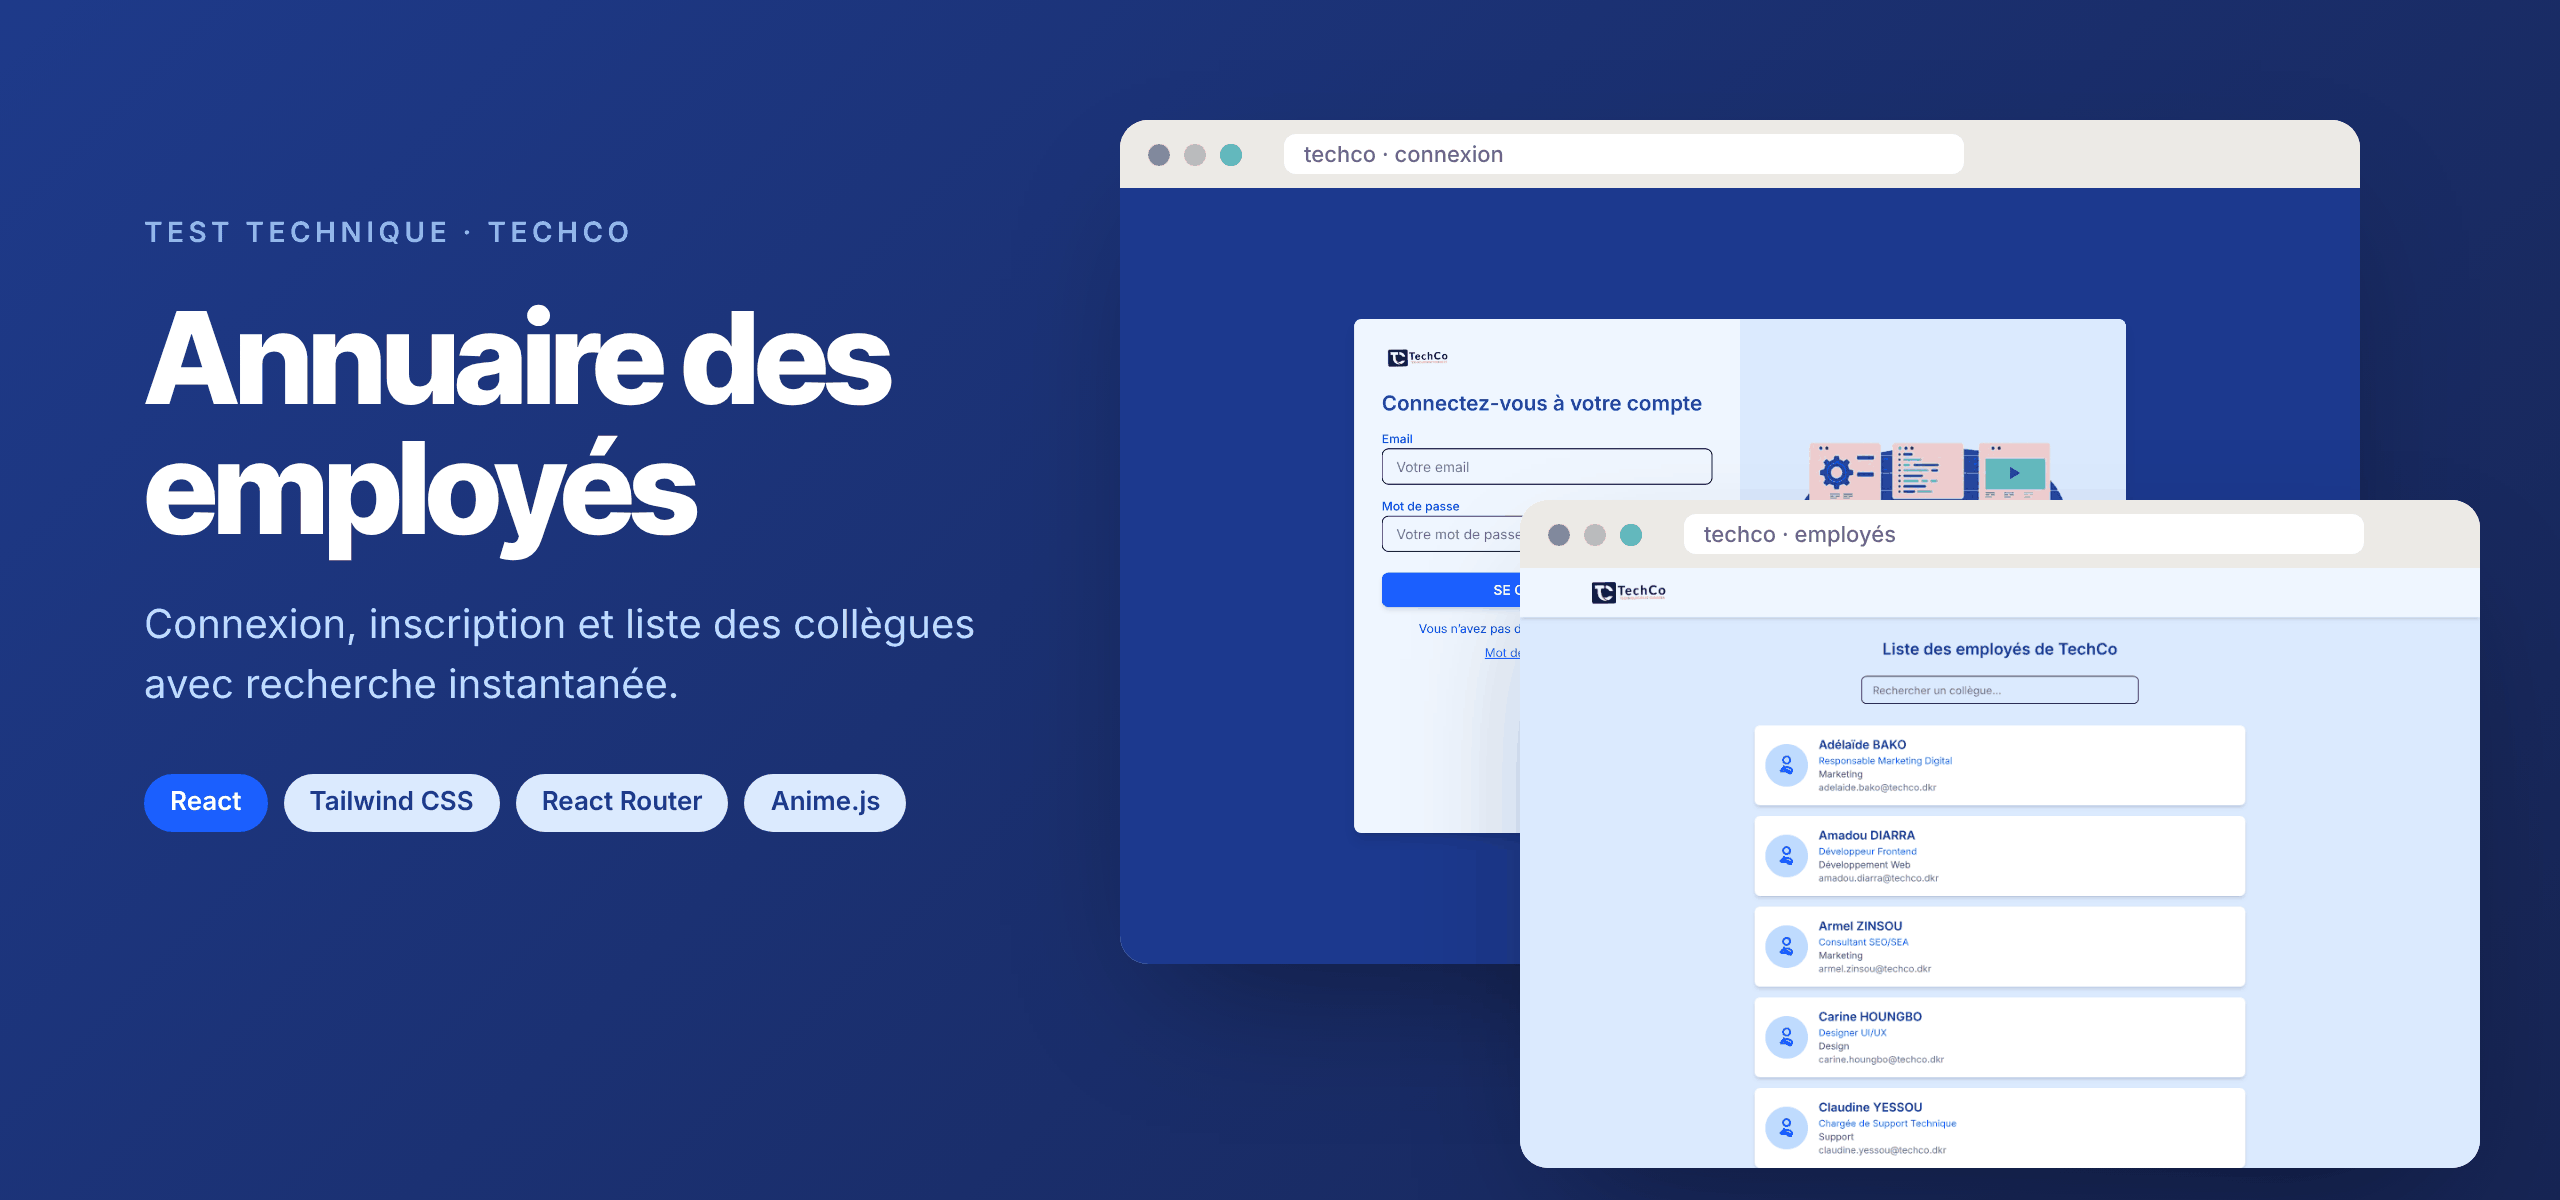 TEST TECHNIQUE · TECHCO
Annuaire des
employés
Connexion, inscription et liste des collègues
avec recherche instantanée.
React
Tailwind CSS
React Router
Anime.js
techco · connexion
TechCo
Connectez-vous à votre compte
Email
Votre email
Mot de passe
Votre mot de passe
SE
Vous n'avez pas
Mot
techco · employés
TechCo
Liste des employés de TechCo
Rechercher un collègue...
Adélaïde BAKO
Responsable Marketing Digital
Marketing
adelaide.bako@techco.dkr
Amadou DIARRA
Développeur Frontend
Développement Web
amadou.diarra@techco.dkr
Armel ZINSOU
Consultant SEO/SEA
Marketing
armel.zinsou@techco.dkr
Carine HOUNGBO
Designer UI/UX
Design
carine.houngbo@techco.dkr
Claudine YESSOU
Chargée de Support Technique
Support
claudine.yessou@techco.dkr